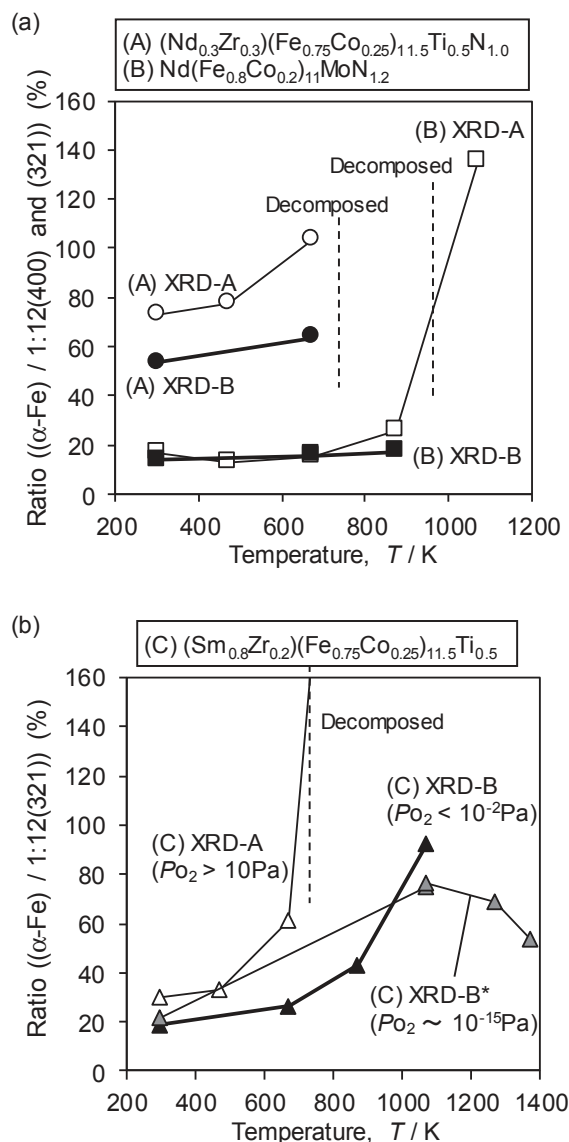 (a)
(A) (Nd0.3Zr0.3)(Fe0.75Co0.25)11.5Ti0.5N1.0
(B) Nd(Fe0.8Co0.2)11MoN1.2
Ratio ((α-Fe) / 1:12(400) and (321)) (%)
160
140
120
100
80
60
40
20
0
(B) XRD-A
Decomposed
Decomposed
(A) XRD-A
(A) XRD-B
(B) XRD-B
200 400 600 800 1000 1200
Temperature, T / K
(b)
(C) (Sm0.8Zr0.2)(Fe0.75Co0.25)11.5Ti0.5
Ratio ((α-Fe) / 1:12(321)) (%)
160
140
120
100
80
60
40
20
0
Decomposed
(C) XRD-B
(Po2 < 10-2Pa)
(C) XRD-A
(Po2 > 10Pa)
(C) XRD-B*
(Po2 ~ 10-15Pa)
200 400 600 800 1000 1200 1400
Temperature, T / K